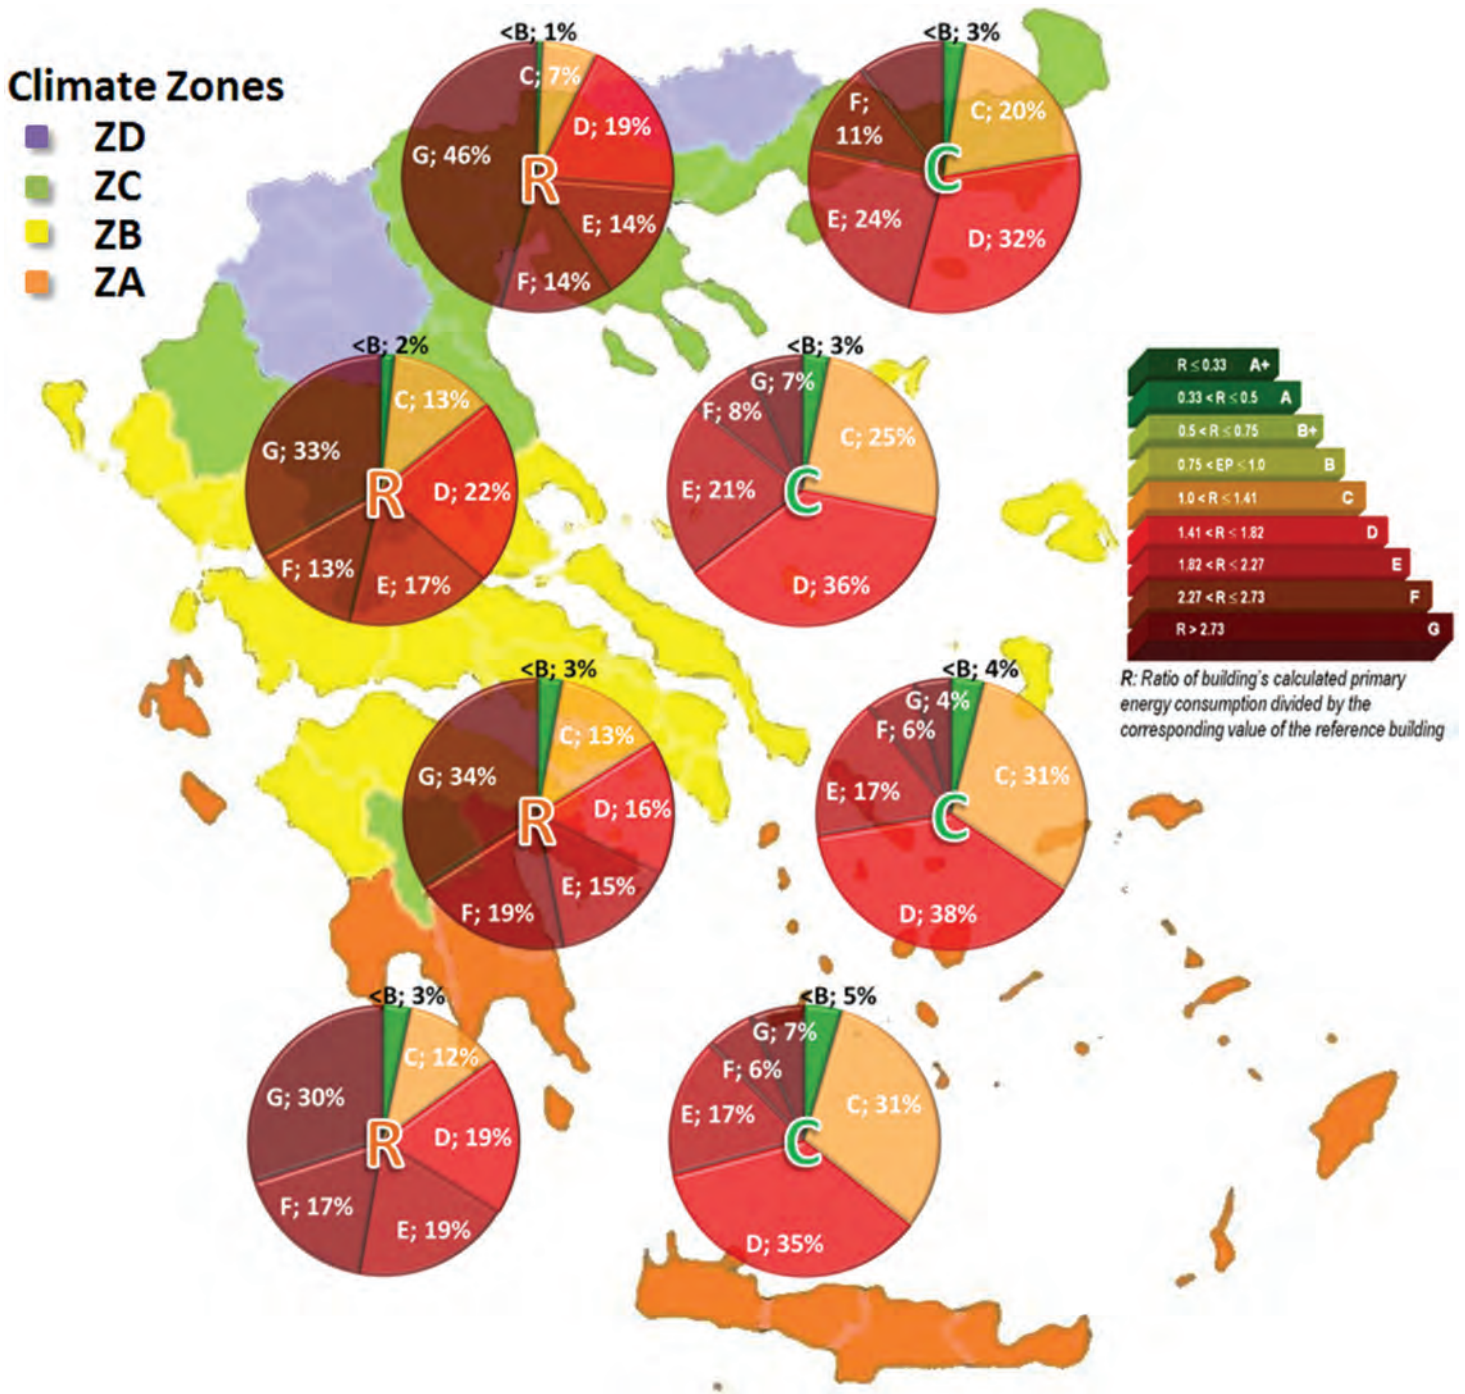 Climate Zones
ZD
ZC
ZB
ZA
<B; 1%
C; 7%
D; 19%
E; 14%
F; 14%
G; 46%
R
<B; 3%
C; 20%
D; 32%
E; 24%
F;
11%
C
<B; 2%
C; 13%
D; 22%
E; 17%
F; 13%
G; 33%
R
<B; 3%
C; 25%
D; 36%
E; 21%
F; 8%
G; 7%
C
<B; 3%
C; 13%
D; 16%
E; 15%
F; 19%
G; 34%
R
<B; 4%
C; 31%
D; 38%
E; 17%
F; 6%
G; 4%
C
<B; 3%
C; 12%
D; 19%
E; 19%
F; 17%
G; 30%
R
<B; 5%
C; 31%
D; 35%
E; 17%
F; 6%
G; 7%
C
R ≤ 0.33 A+
0.33 < R ≤ 0.5 A
0.5 < R ≤ 0.75 B+
0.75 < EP ≤ 1.0 B
1.0 < R ≤ 1.41 C
1.41 < R ≤ 1.82 D
1.82 < R ≤ 2.27 E
2.27 < R ≤ 2.73 F
R > 2.73 G
R: Ratio of building's calculated primary
energy consumption divided by the
corresponding value of the reference building